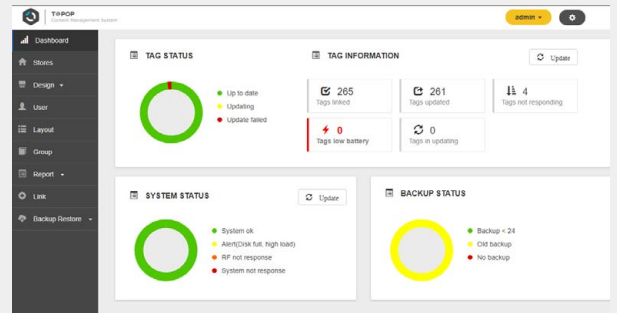 T@POP
Content Management System
admin
Dashboard
Stores
Design
User
Layout
Group
Report
Link
Backup Restore
TAG STATUS
Up to date
Updating
Update failed
TAG INFORMATION
Update
265
Tags linked
261
Tags updated
4
Tags not responding
0
Tags low battery
0
Tags in updating
SYSTEM STATUS
Update
System ok
Alert(Disk full, high load)
RF not response
System not response
BACKUP STATUS
Backup < 24
Old backup
No backup